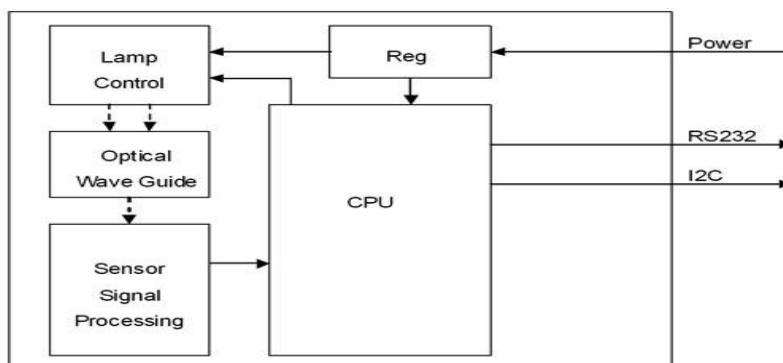 Lamp
Control
Reg
Power
RS232
Optical
Wave Guide
I2C
CPU
Sensor
Signal
Processing